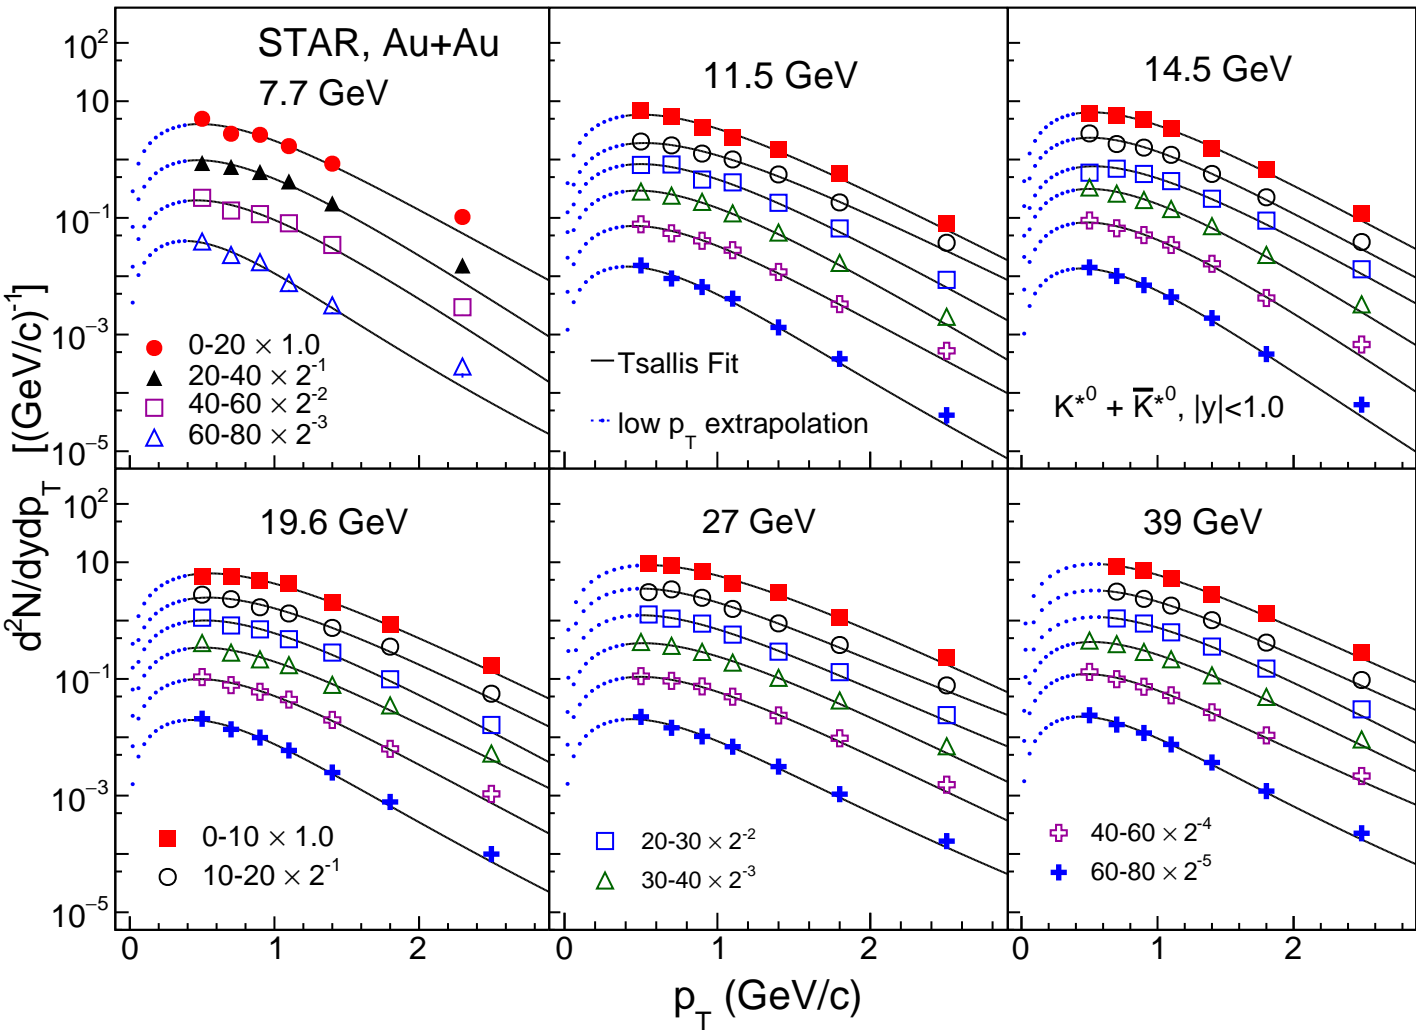 d²N/dydp_T [(GeV/c)⁻¹]
10²
10
10⁻¹
10⁻³
10⁻⁵
STAR, Au+Au
7.7 GeV
0-20 × 1.0
20-40 × 2⁻¹
40-60 × 2⁻²
60-80 × 2⁻³
11.5 GeV
Tsallis Fit
low p_T extrapolation
14.5 GeV
K*⁰ + K̅*⁰, |y|<1.0
10²
10
10⁻¹
10⁻³
10⁻⁵
19.6 GeV
0-10 × 1.0
10-20 × 2⁻¹
27 GeV
20-30 × 2⁻²
30-40 × 2⁻³
39 GeV
40-60 × 2⁻⁴
60-80 × 2⁻⁵
0 1 2 0 1 2 0 1 2
p_T (GeV/c)